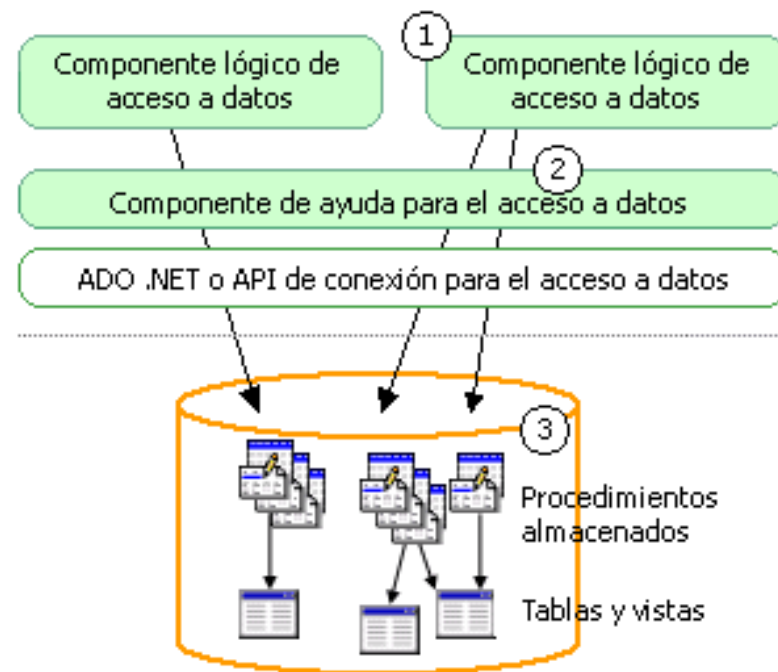 1
Componente lógico de
acceso a datos
Componente lógico de
acceso a datos
2
Componente de ayuda para el acceso a datos
ADO .NET o API de conexión para el acceso a datos
3
Procedimientos
almacenados
Tablas y vistas